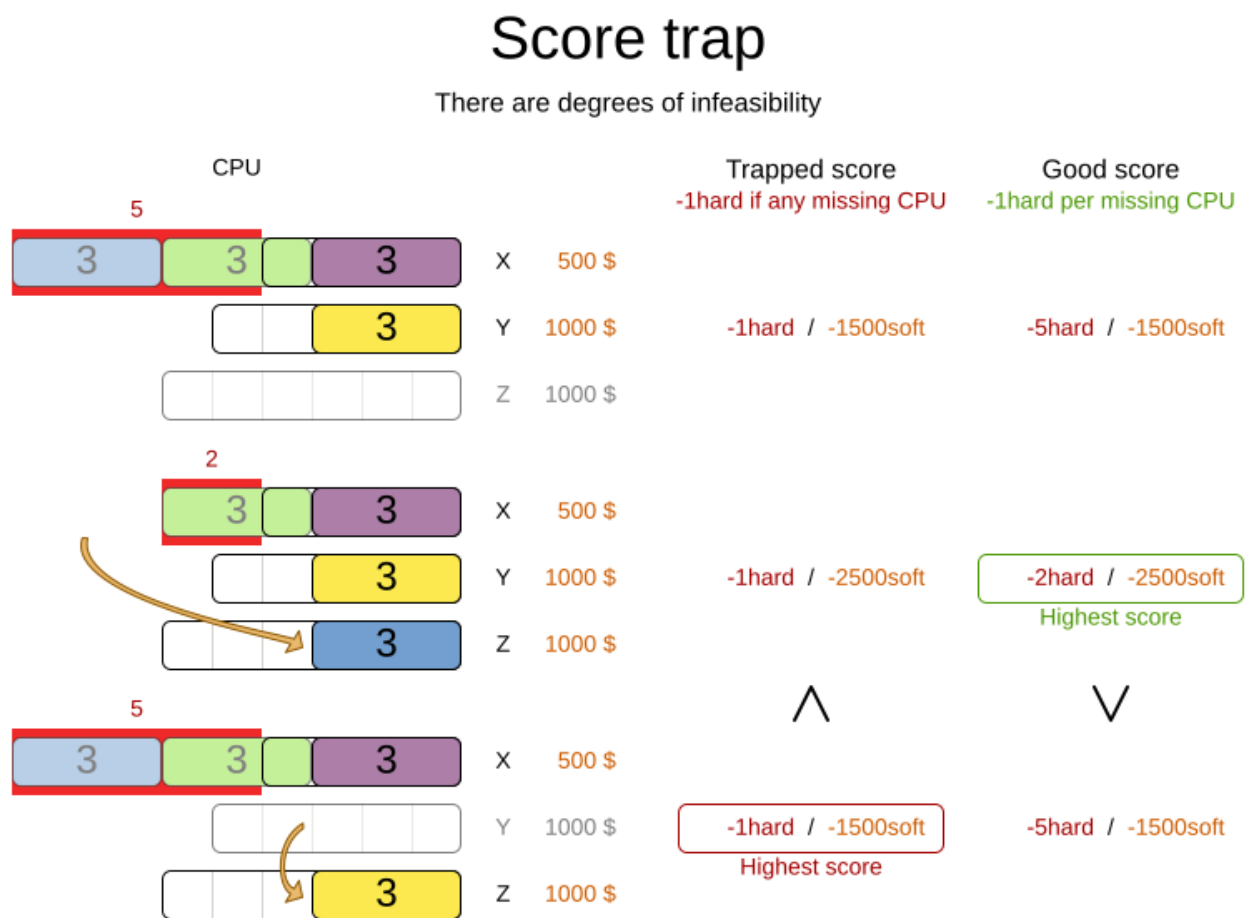 Score trap
There are degrees of infeasibility
CPU Trapped score Good score
-1hard if any missing CPU -1hard per missing CPU
5
3 3 3 X 500 $
3 Y 1000 $ -1hard / -1500soft -5hard / -1500soft
Z 1000 $
2
3 3 X 500 $
3 Y 1000 $ -1hard / -2500soft -2hard / -2500soft
Highest score
3 Z 1000 $
5
3 3 3 X 500 $
Y 1000 $ -1hard / -1500soft -5hard / -1500soft
Highest score
3 Z 1000 $